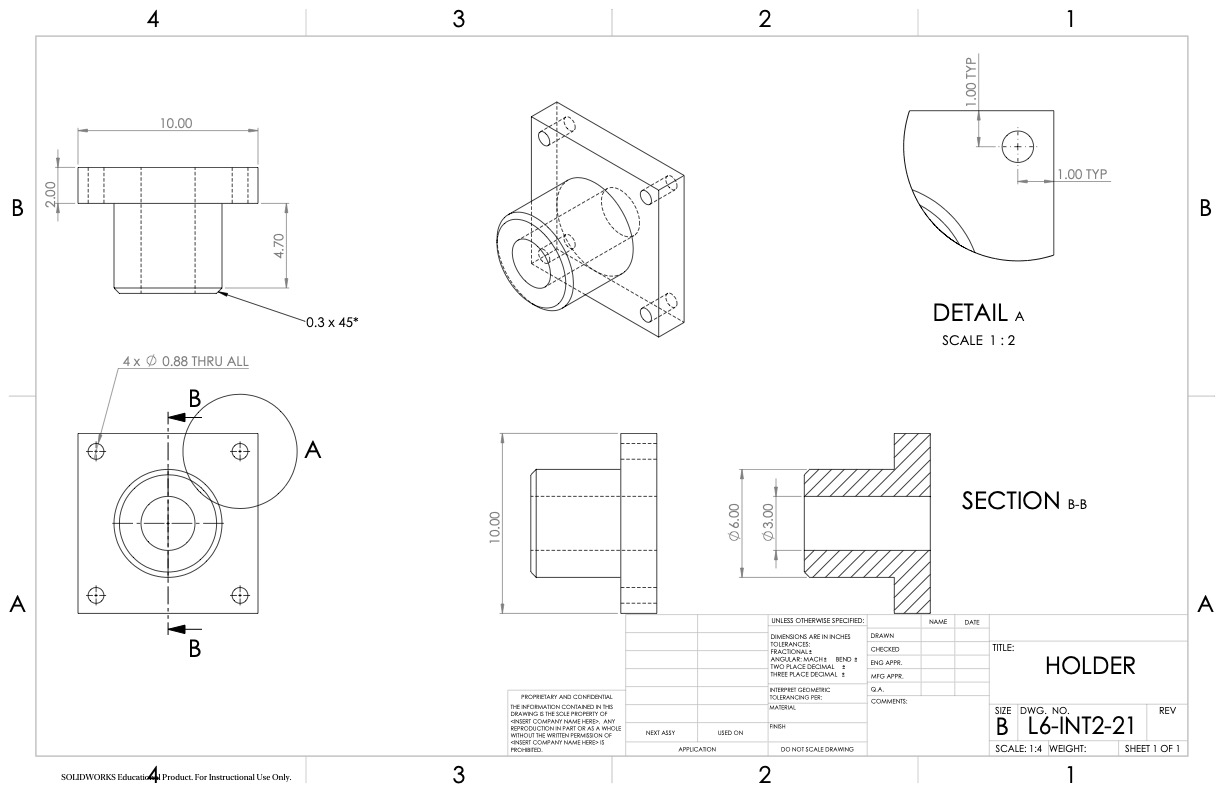 4 3 2 1
B
B
A
A
10.00
2.00
4.70
0.3 x 45°
1.00 TYP
1.00 TYP
DETAIL A
SCALE 1 : 2
4 x ∅ 0.88 THRU ALL
B
A
B
10.00
∅ 6.00
∅ 3.00
SECTION B-B
PROPRIETARY AND CONFIDENTIAL
THE INFORMATION CONTAINED IN THIS
DRAWING IS THE SOLE PROPERTY OF
<INSERT COMPANY NAME HERE>. ANY
REPRODUCTION IN PART OR AS A WHOLE
WITHOUT THE WRITTEN PERMISSION OF
<INSERT COMPANY NAME HERE> IS
PROHIBITED.
NEXT ASSY USED ON
APPLICATION
UNLESS OTHERWISE SPECIFIED:
DIMENSIONS ARE IN INCHES
TOLERANCES:
FRACTIONAL±
ANGULAR: MACH± BEND ±
TWO PLACE DECIMAL ±
THREE PLACE DECIMAL ±
INTERPRET GEOMETRIC
TOLERANCING PER:
MATERIAL
FINISH
DO NOT SCALE DRAWING
NAME DATE
DRAWN
CHECKED
ENG APPR.
MFG APPR.
Q.A.
COMMENTS:
TITLE:
HOLDER
SIZE DWG. NO. REV
B L6-INT2-21
SCALE: 1:4 WEIGHT: SHEET 1 OF 1
4 3 2 1
SOLIDWORKS Educational Product. For Instructional Use Only.